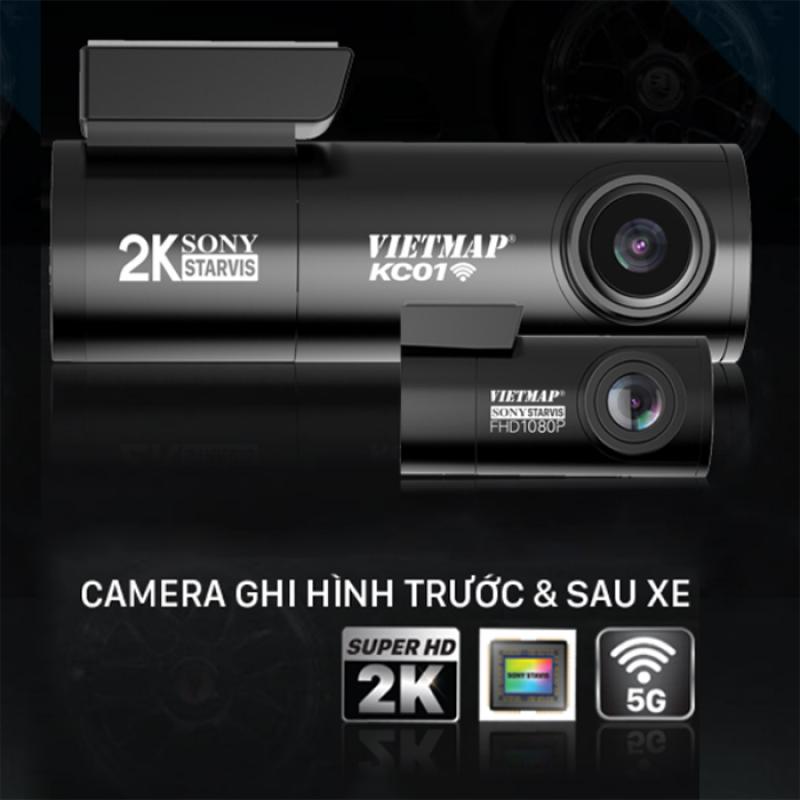 2K SONY STARVIS
VIETMAP®
KC01
VIETMAP®
SONY STARVIS
FHD1080P
CAMERA GHI HÌNH TRƯỚC & SAU XE
SUPER HD
2K
SONY STARVIS
5G